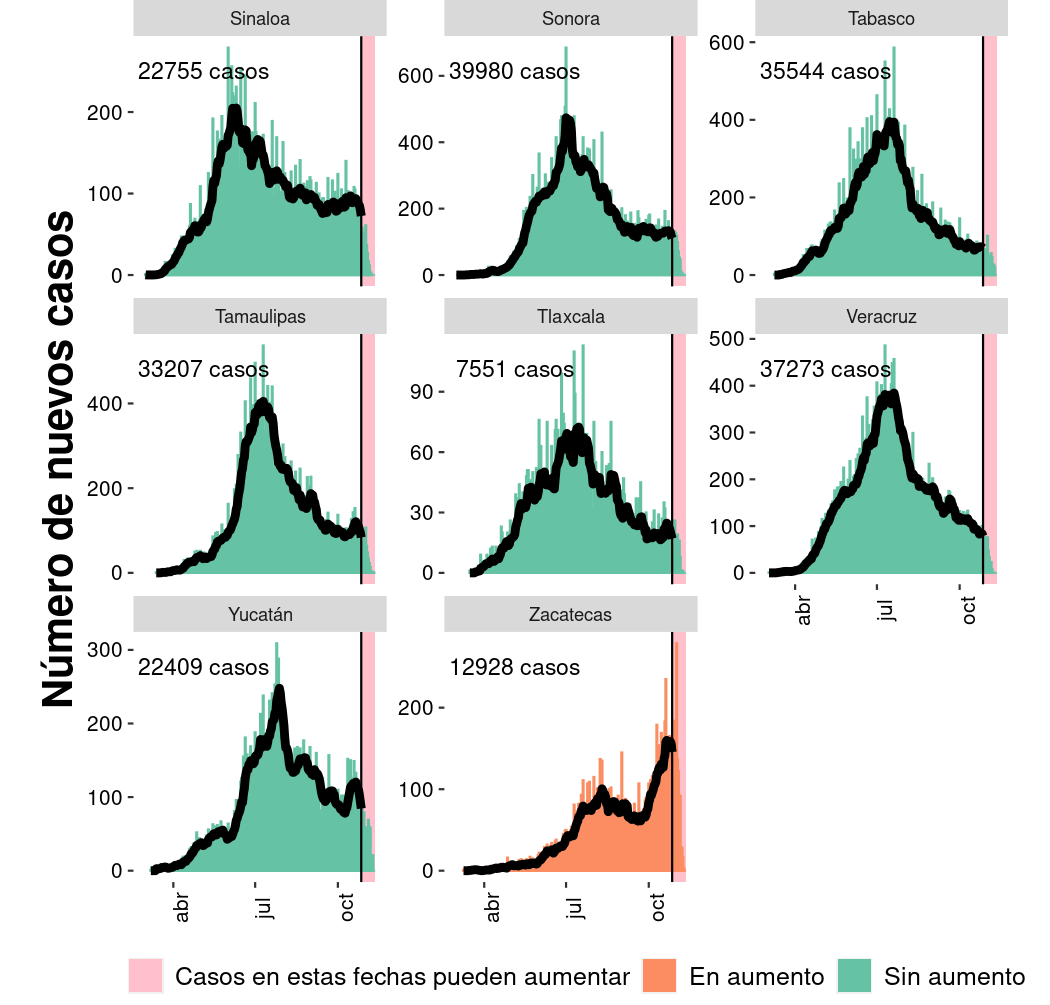 Número de nuevos casos
Sinaloa
22755 casos
200
100
0
Sonora
39980 casos
600
400
200
0
Tabasco
35544 casos
600
400
200
0
Tamaulipas
33207 casos
400
200
0
Tlaxcala
7551 casos
90
60
30
0
Veracruz
37273 casos
500
400
300
200
100
0
abr
jul
oct
Yucatán
22409 casos
300
200
100
0
abr
jul
oct
Zacatecas
12928 casos
200
100
0
abr
jul
oct
Casos en estas fechas pueden aumentar
En aumento
Sin aumento